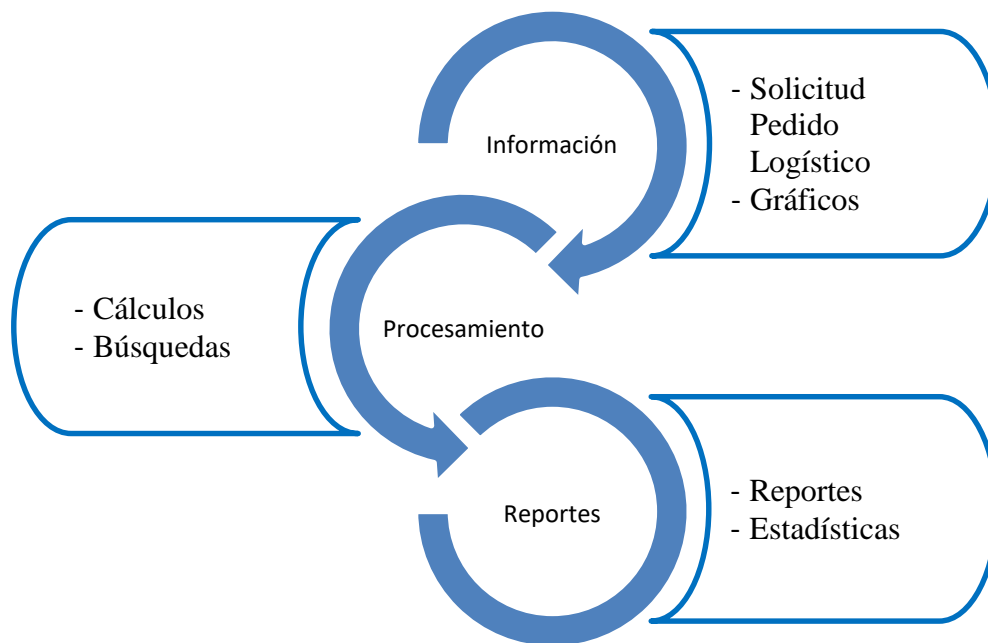 Información
- Solicitud
Pedido
Logístico
- Gráficos
Procesamiento
- Cálculos
- Búsquedas
Reportes
- Reportes
- Estadísticas